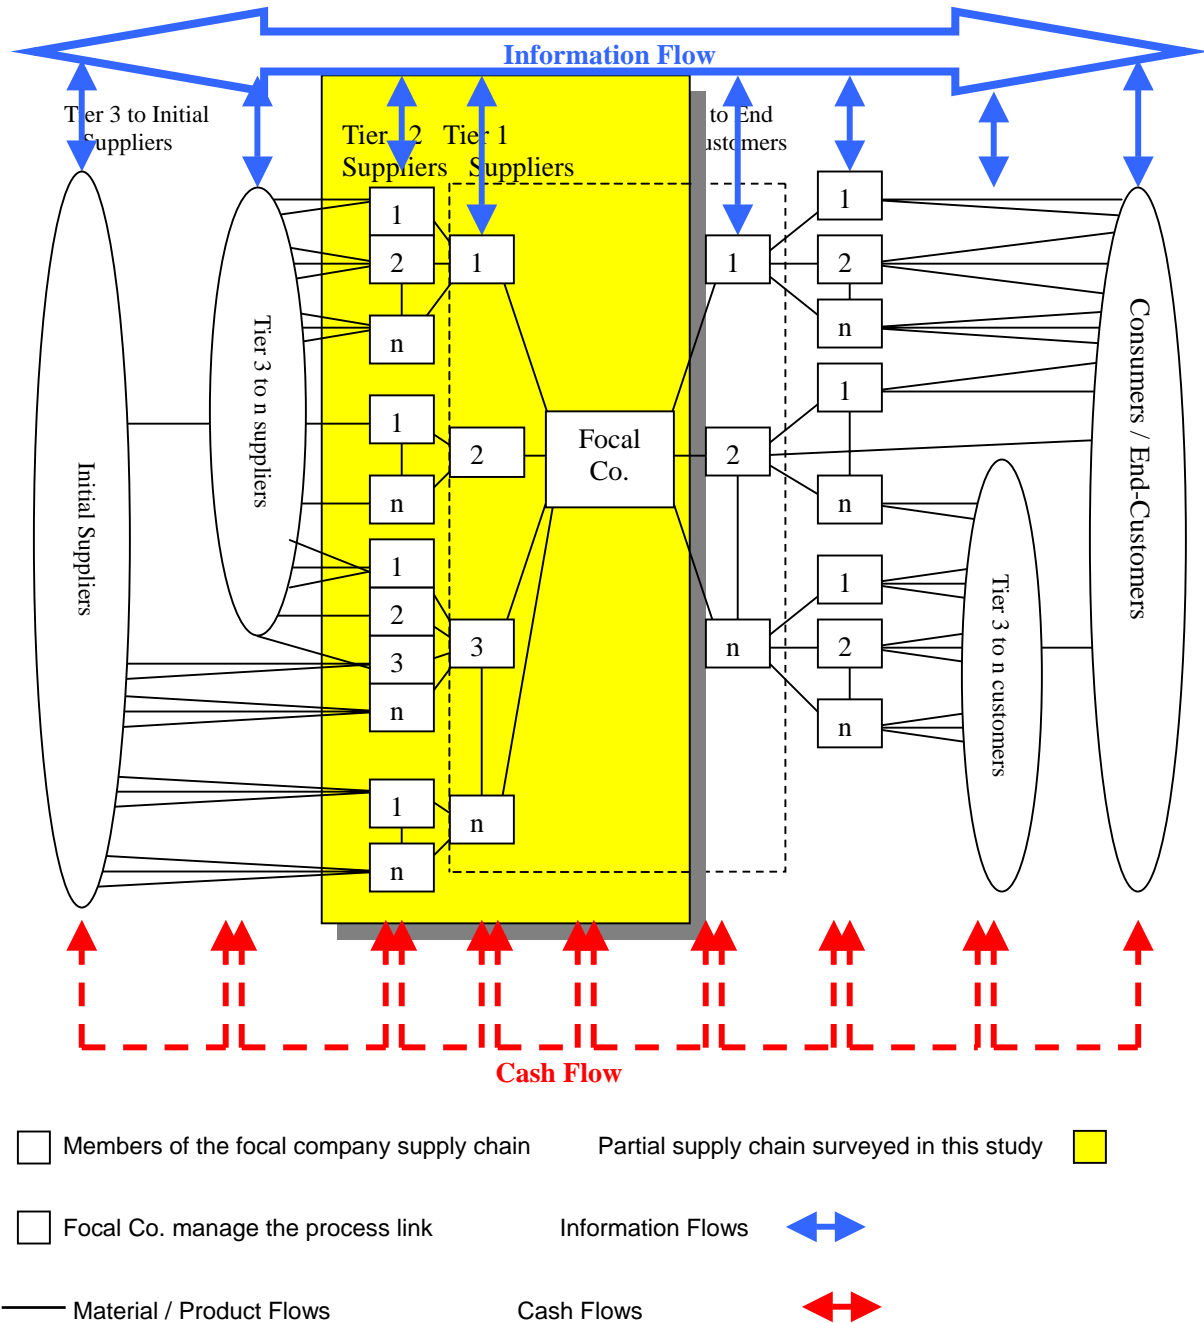 Information Flow
Tier 3 to Initial
Suppliers
Tier 2 Tier 1
Suppliers Suppliers
to End
ustomers
1
2
n
1
n
1
2
3
n
1
n
1
2
3
n
Focal
Co.
1
2
n
1
2
n
1
n
1
2
n
Initial Suppliers
Tier 3 to n suppliers
Tier 3 to n customers
Consumers / End-Customers
Cash Flow
Members of the focal company supply chain
Partial supply chain surveyed in this study
Focal Co. manage the process link
Information Flows
Material / Product Flows
Cash Flows